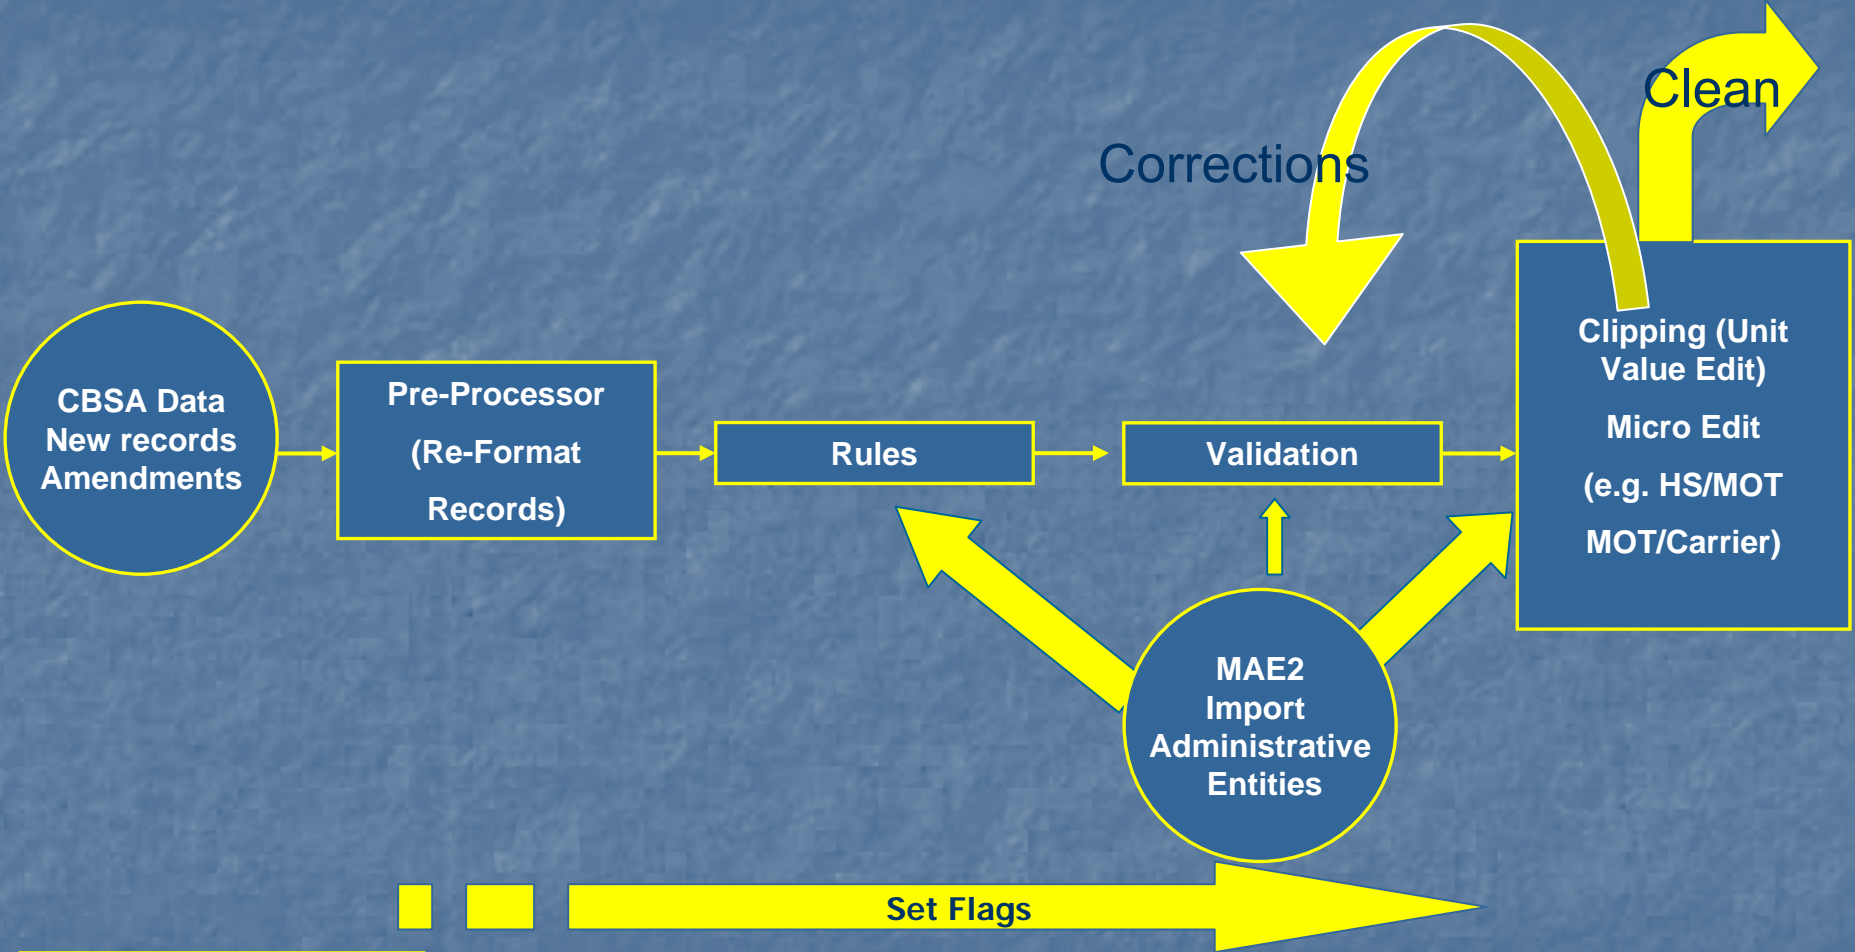 Clean
Corrections
CBSA Data
New records
Amendments
Pre-Processor
(Re-Format
Records)
Rules
Validation
Clipping (Unit
Value Edit)
Micro Edit
(e.g. HS/MOT
MOT/Carrier)
MAE2
Import
Administrative
Entities
Set Flags